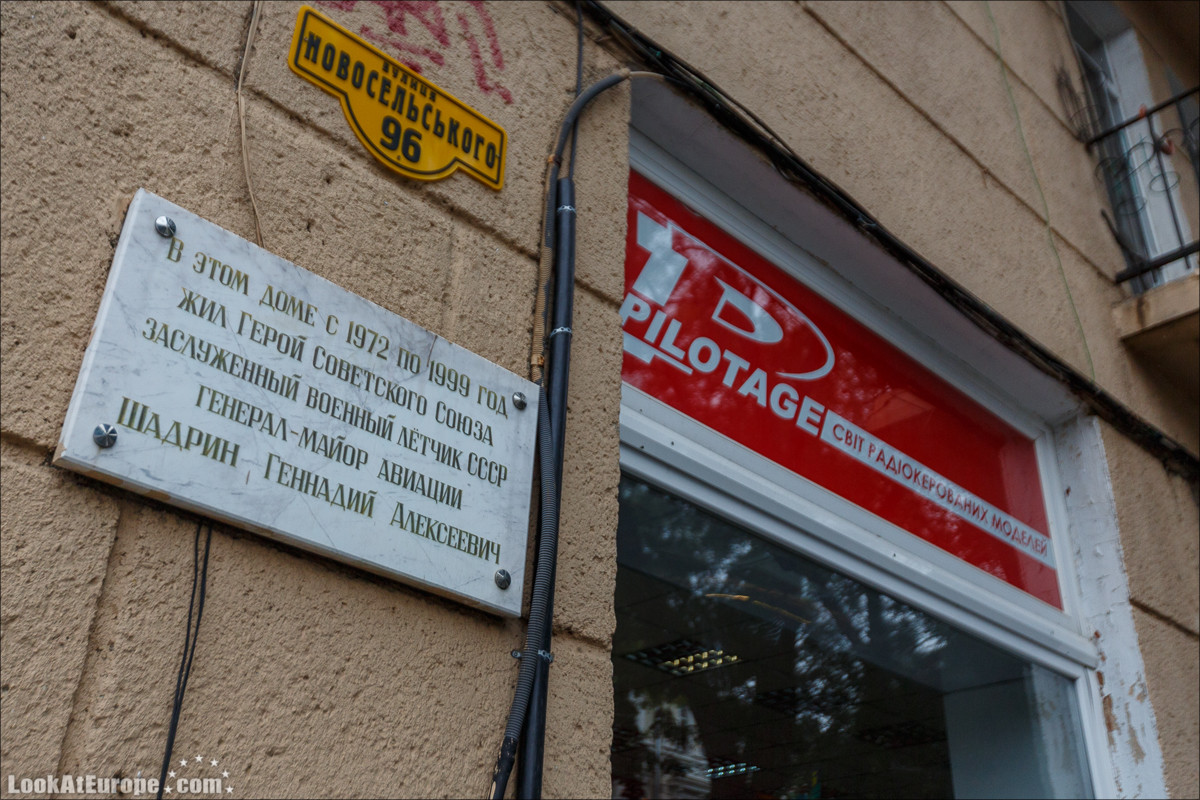 вулиця
НОВОСЕЛЬСЬКОГО
96
В ЭТОМ ДОМЕ С 1972 ПО 1999 ГОД
ЖИЛ ГЕРОЙ СОВЕТСКОГО СОЮЗА
ЗАСЛУЖЕННЫЙ ВОЕННЫЙ ЛЁТЧИК СССР
ГЕНЕРАЛ-МАЙОР АВИАЦИИ
ШАДРИН ГЕННАДИЙ АЛЕКСЕЕВИЧ
PILOTAGE
СВІТ РАДІОКЕРОВАНИХ МОДЕЛЕЙ
LookAtEurope.com